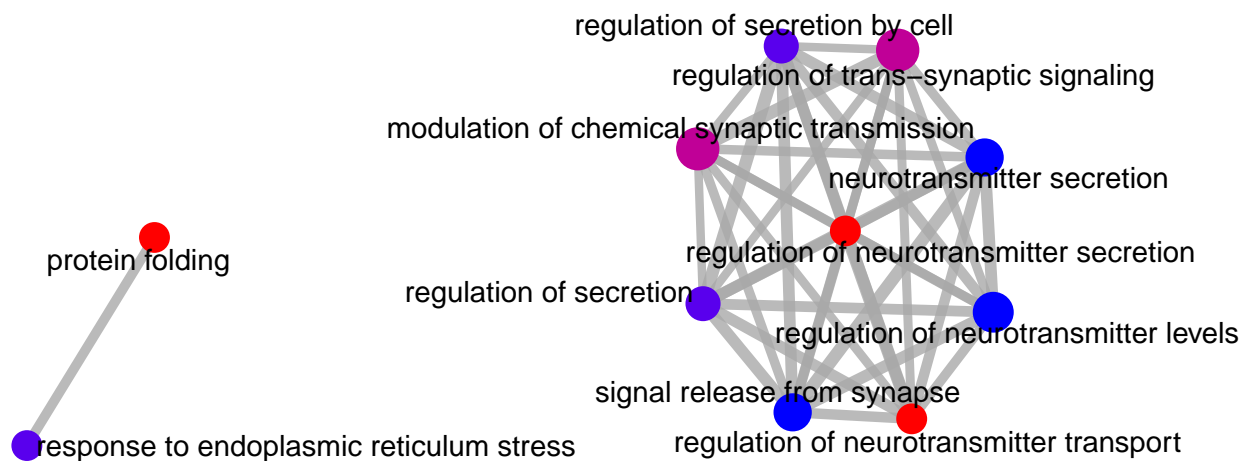 regulation of secretion by cell
regulation of trans−synaptic signaling
modulation of chemical synaptic transmission
neurotransmitter secretion
regulation of neurotransmitter secretion
protein folding
regulation of secretion
regulation of neurotransmitter levels
signal release from synapse
regulation of neurotransmitter transport
response to endoplasmic reticulum stress